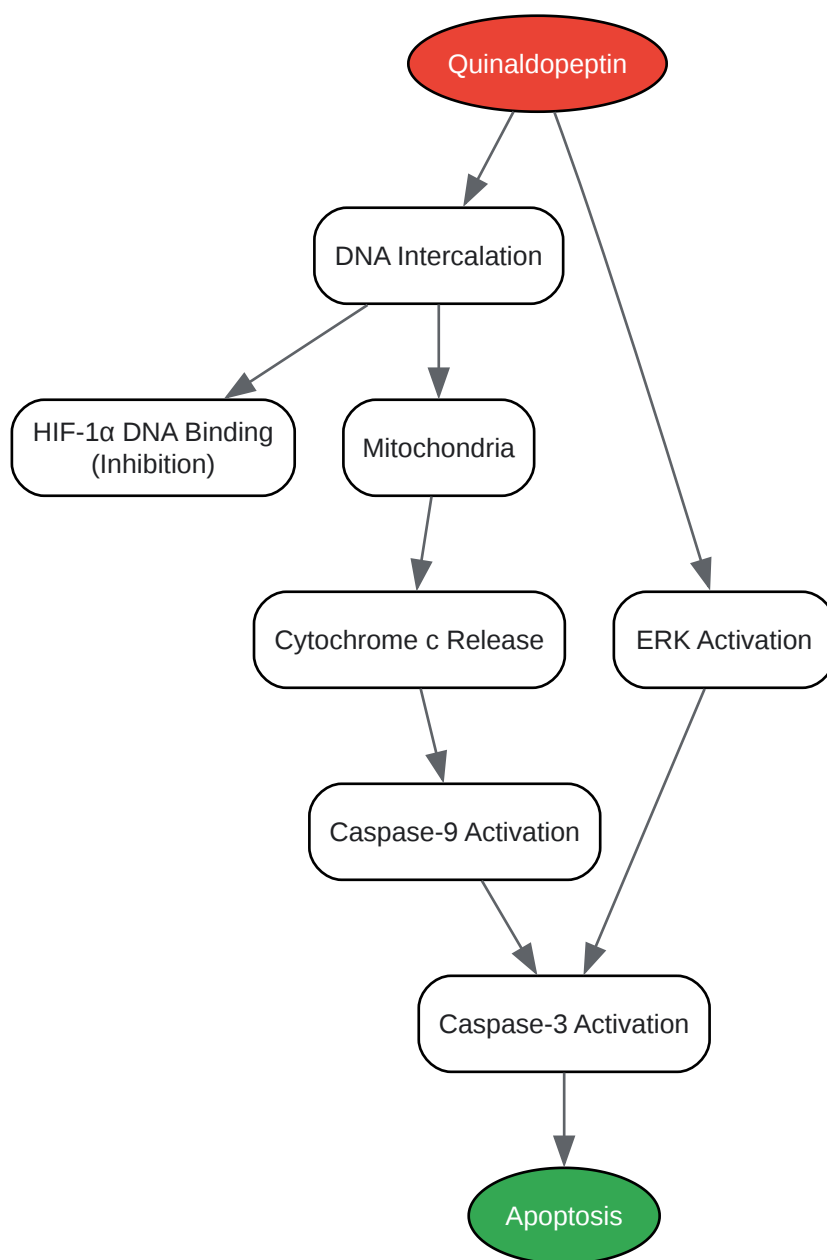 Quinaldopeptin
DNA Intercalation
HIF-1α DNA Binding
(Inhibition)
Mitochondria
Cytochrome c Release
ERK Activation
Caspase-9 Activation
Caspase-3 Activation
Apoptosis